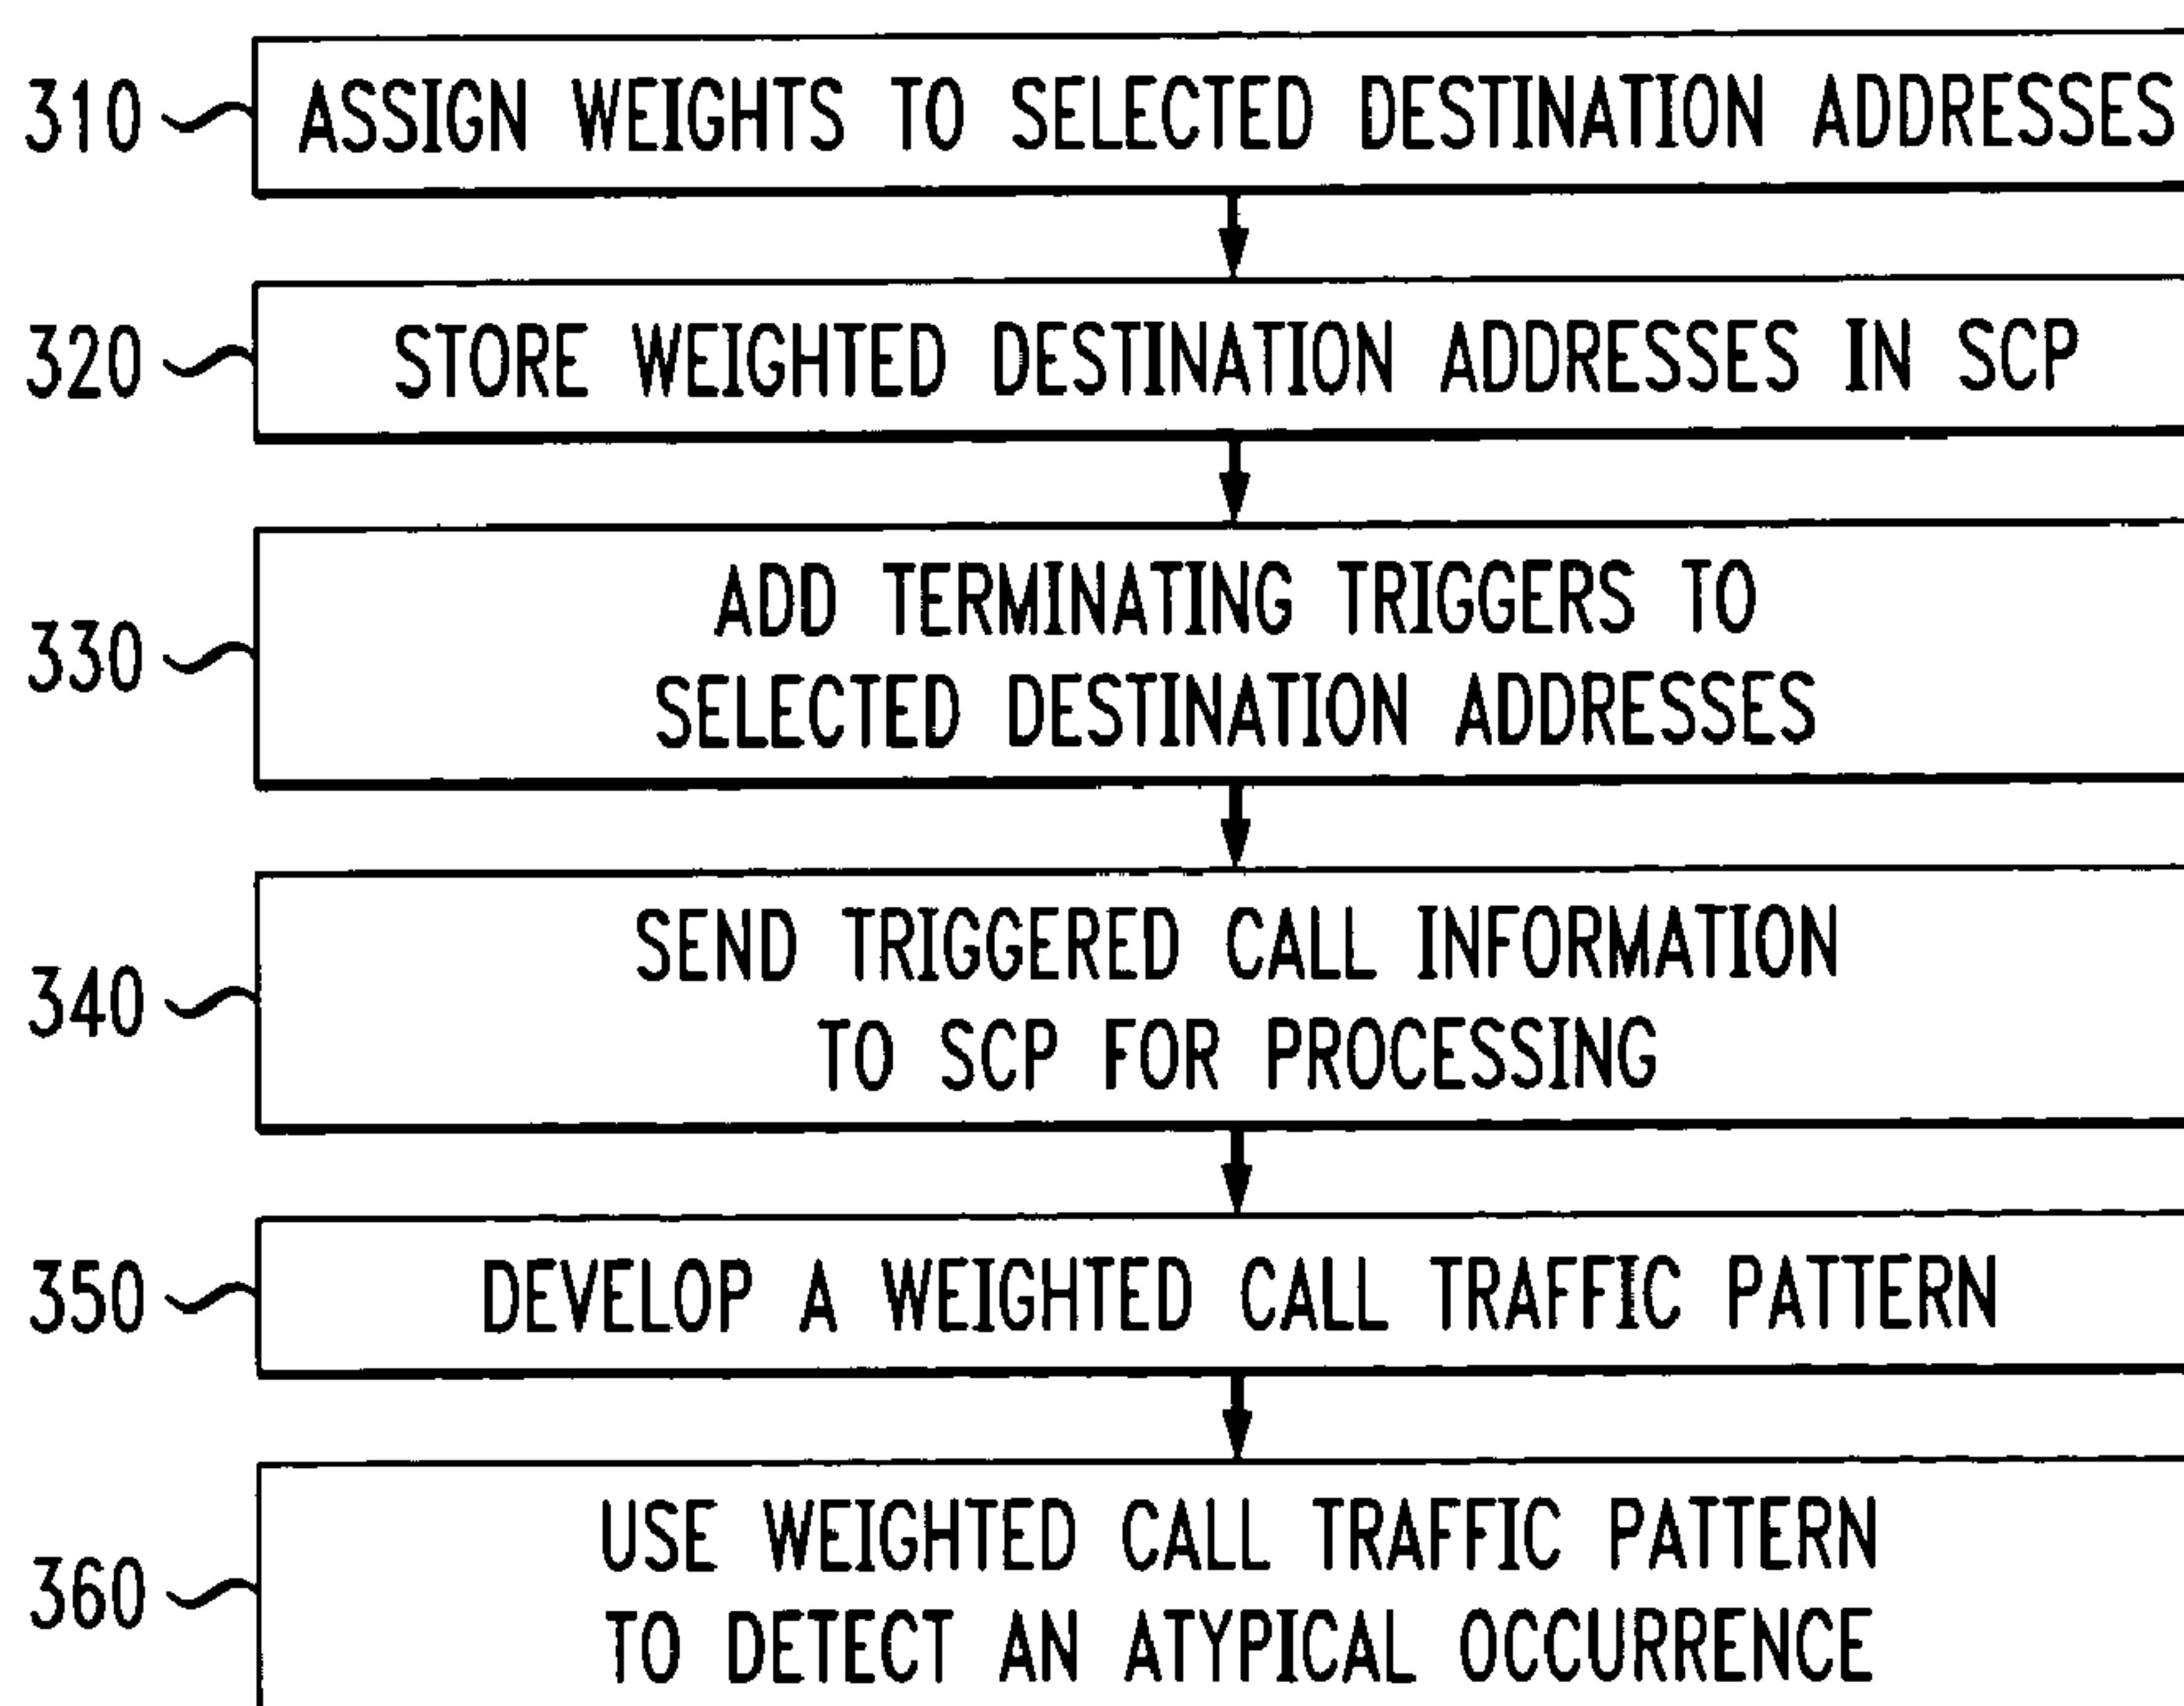 310 ASSIGN WEIGHTS TO SELECTED DESTINATION ADDRESSES
320 STORE WEIGHTED DESTINATION ADDRESSES IN SCP
330 ADD TERMINATING TRIGGERS TO
SELECTED DESTINATION ADDRESSES
340 SEND TRIGGERED CALL INFORMATION
TO SCP FOR PROCESSING
350 DEVELOP A WEIGHTED CALL TRAFFIC PATTERN
360 USE WEIGHTED CALL TRAFFIC PATTERN
TO DETECT AN ATYPICAL OCCURRENCE